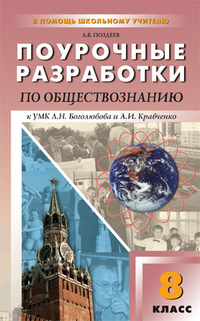 В ПОМОЩЬ ШКОЛЬНОМУ УЧИТЕЛЮ
А.В. ПОЗДЕЕВ
ПОУРОЧНЫЕ
РАЗРАБОТКИ
ПО ОБЩЕСТВОЗНАНИЮ
к УМК Л.Н. Боголюбова и А.И. Кравченко
8
КЛАСС